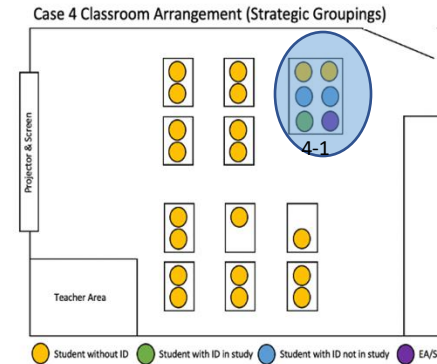 Case 4 Classroom Arrangement (Strategic Groupings)
Projector & Screen
4-1
Teacher Area
Student without ID
Student with ID in study
Student with ID not in study
EA/S